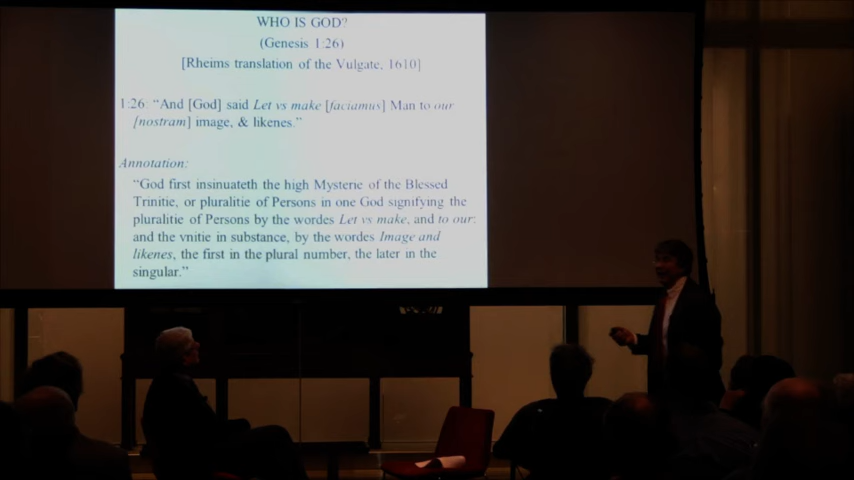 WHO IS GOD?
(Genesis 1:26)
[Rheims translation of the Vulgate, 1610]
1:26: “And [God] said Let vs make [faciamus] Man to our
[nostram] image, & likenes.”
Annotation:
“God first insinuateth the high Mysterie of the Blessed
Trinitie, or pluralitie of Persons in one God signifying the
pluralitie of Persons by the wordes Let vs make, and to our:
and the vnitie in substance, by the wordes Image and
likenes, the first in the plural number, the later in the
singular.”